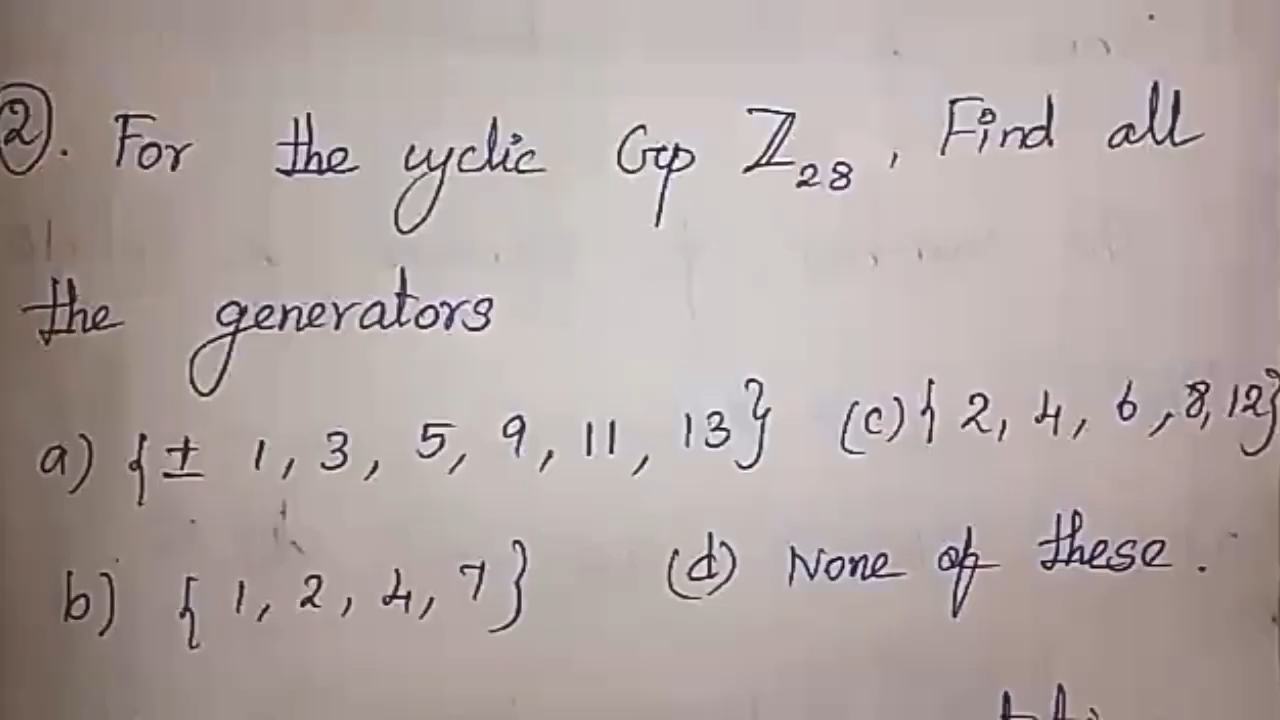 2. For the cyclic Grp Z₂₈, Find all
the generators
a) {± 1, 3, 5, 9, 11, 13} (c) { 2, 4, 6, 8, 12}
b) { 1, 2, 4, 7} (d) None of these.